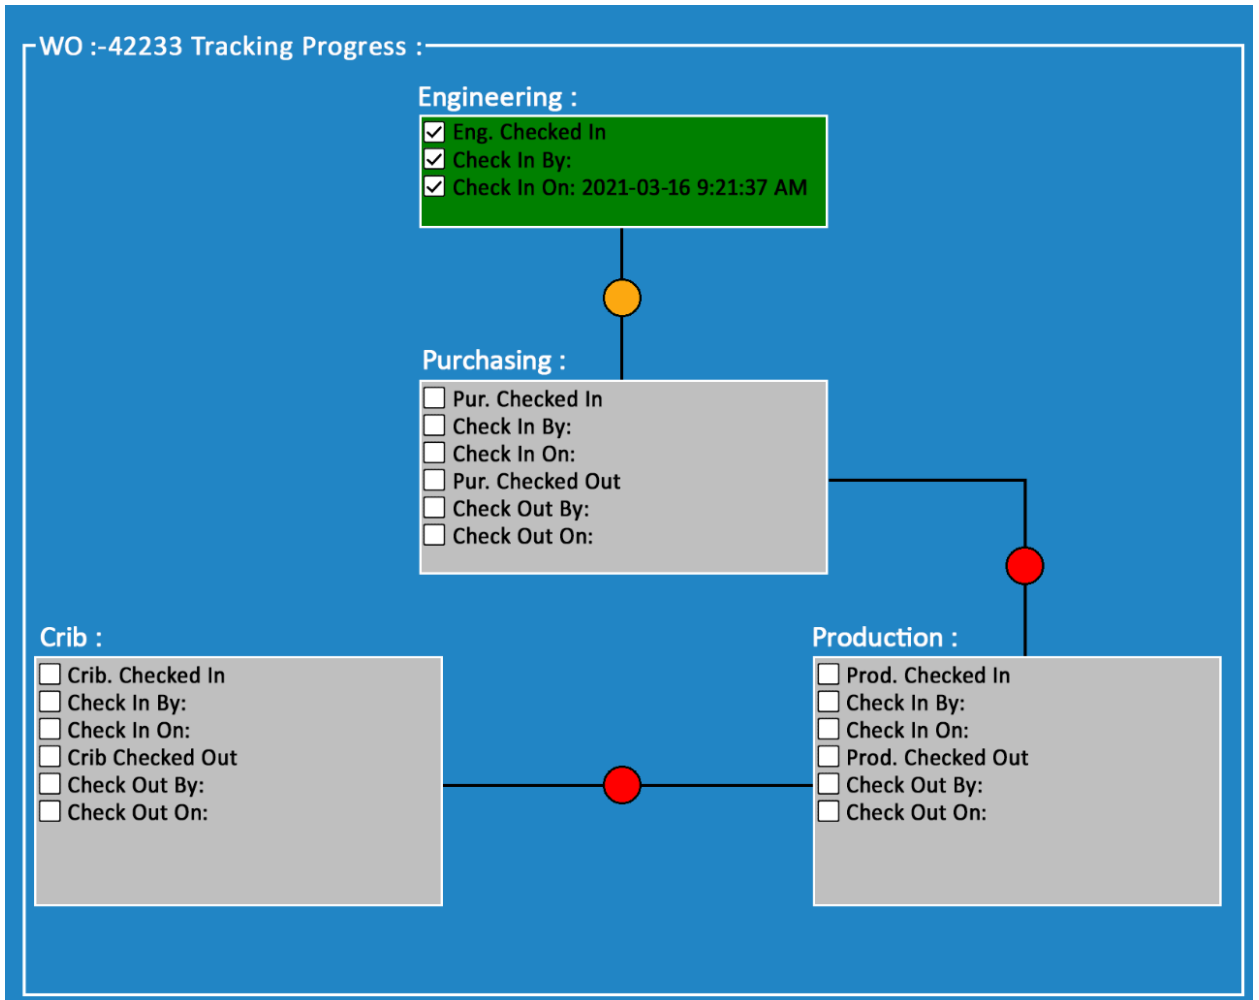 WO :-42233 Tracking Progress :
Engineering :
Eng. Checked In
Check In By:
Check In On: 2021-03-16 9:21:37 AM
Purchasing :
Pur. Checked In
Check In By:
Check In On:
Pur. Checked Out
Check Out By:
Check Out On:
Crib :
Crib. Checked In
Check In By:
Check In On:
Crib Checked Out
Check Out By:
Check Out On:
Production :
Prod. Checked In
Check In By:
Check In On:
Prod. Checked Out
Check Out By:
Check Out On: